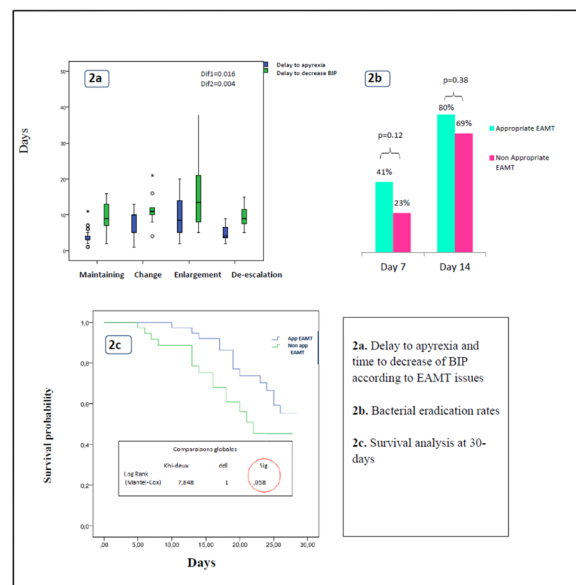 2a
Delay to apyrexia
Delay to decrease BIP
Dif1=0.016
Dif2=0.004
Days
50
40
30
20
10
0
Maintaining Change Enlargement De-escalation
2b
p=0.38
p=0.12
80%
69%
41%
23%
Appropriate EAMT
Non Appropriate
EAMT
Day 7 Day 14
2c
App EAMT
Non app
EAMT
Survival probability
1,0
0,8
0,6
0,4
0,2
0,0
Comparaisons globales
Khi-deux ddl Sig.
Log Rank
(Mantel-Cox) 7,848 1 ,058
,00 5,00 10,00 15,00 20,00 25,00 30,00
Days
2a. Delay to apyrexia and
time to decrease of BIP
according to EAMT issues
2b. Bacterial eradication rates
2c. Survival analysis at 30-
days